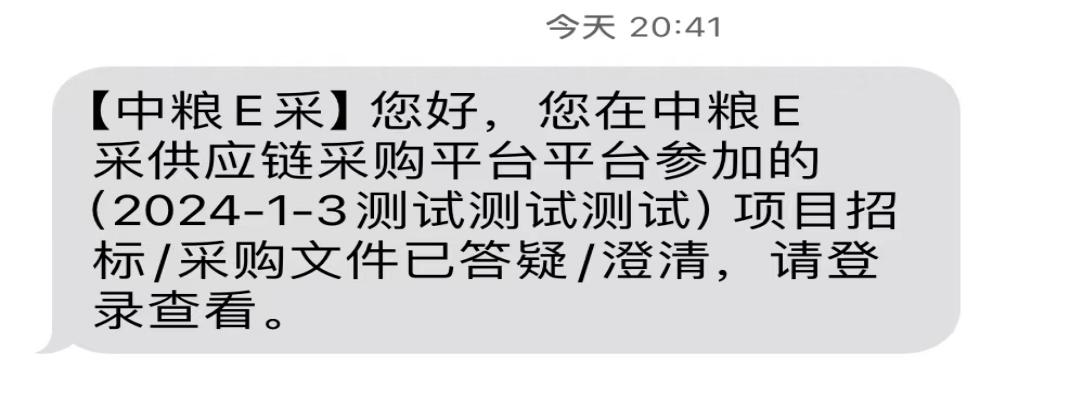 今天 20:41
【中粮E采】您好，您在中粮E
采供应链采购平台平台参加的
（2024-1-3测试测试测试）项目招
标/采购文件已答疑/澄清，请登
录查看。